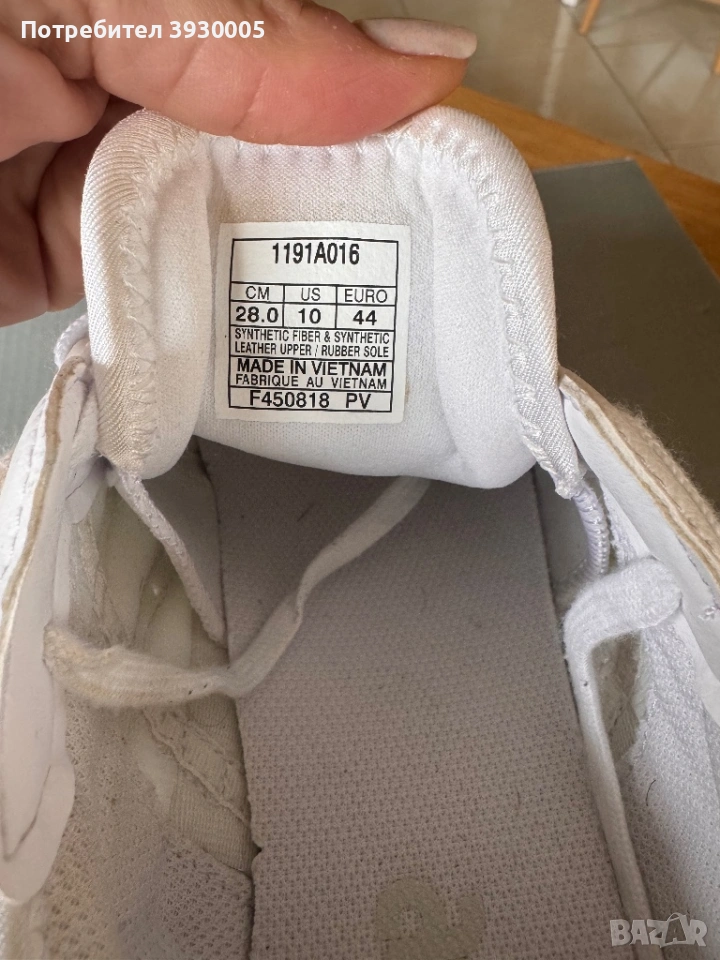 Потребител 3930005
1191A016
CM US EURO
28.0 10 44
SYNTHETIC FIBER & SYNTHETIC
LEATHER UPPER / RUBBER SOLE
MADE IN VIETNAM
FABRIQUE AU VIETNAM
F450818 PV
BAZAR